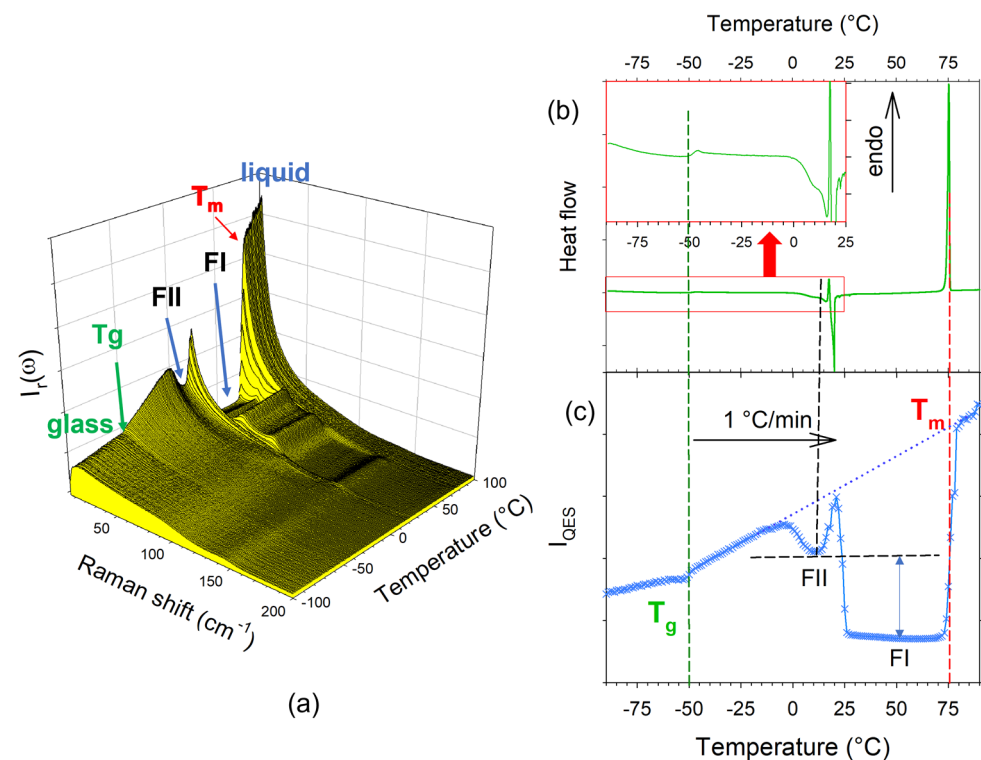 liquid
Tm
FI
FII
Tg
glass
Ir(ω)
50
100
150
200
Raman shift (cm-1)
-100
-50
0
50
100
Temperature (°C)
(a)
Temperature (°C)
-75 -50 -25 0 25 50 75
(b)
endo
Heat flow
-75 -50 -25 0 25
(c)
1 °C/min
Tm
IQES
FII
Tg
FI
-75 -50 -25 0 25 50 75
Temperature (°C)